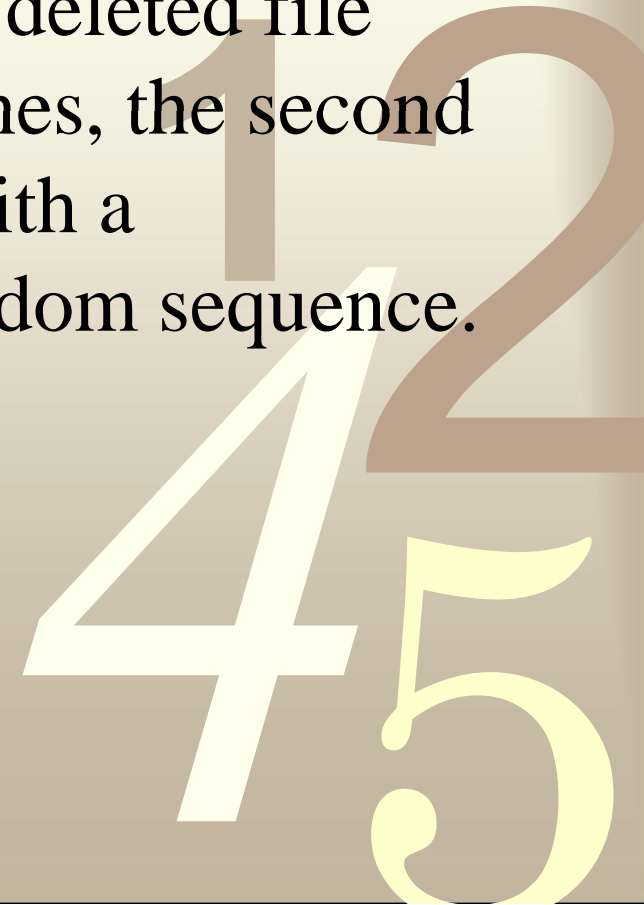 deleted file
nes, the second
ith a
dom sequence.
1 2
4 5